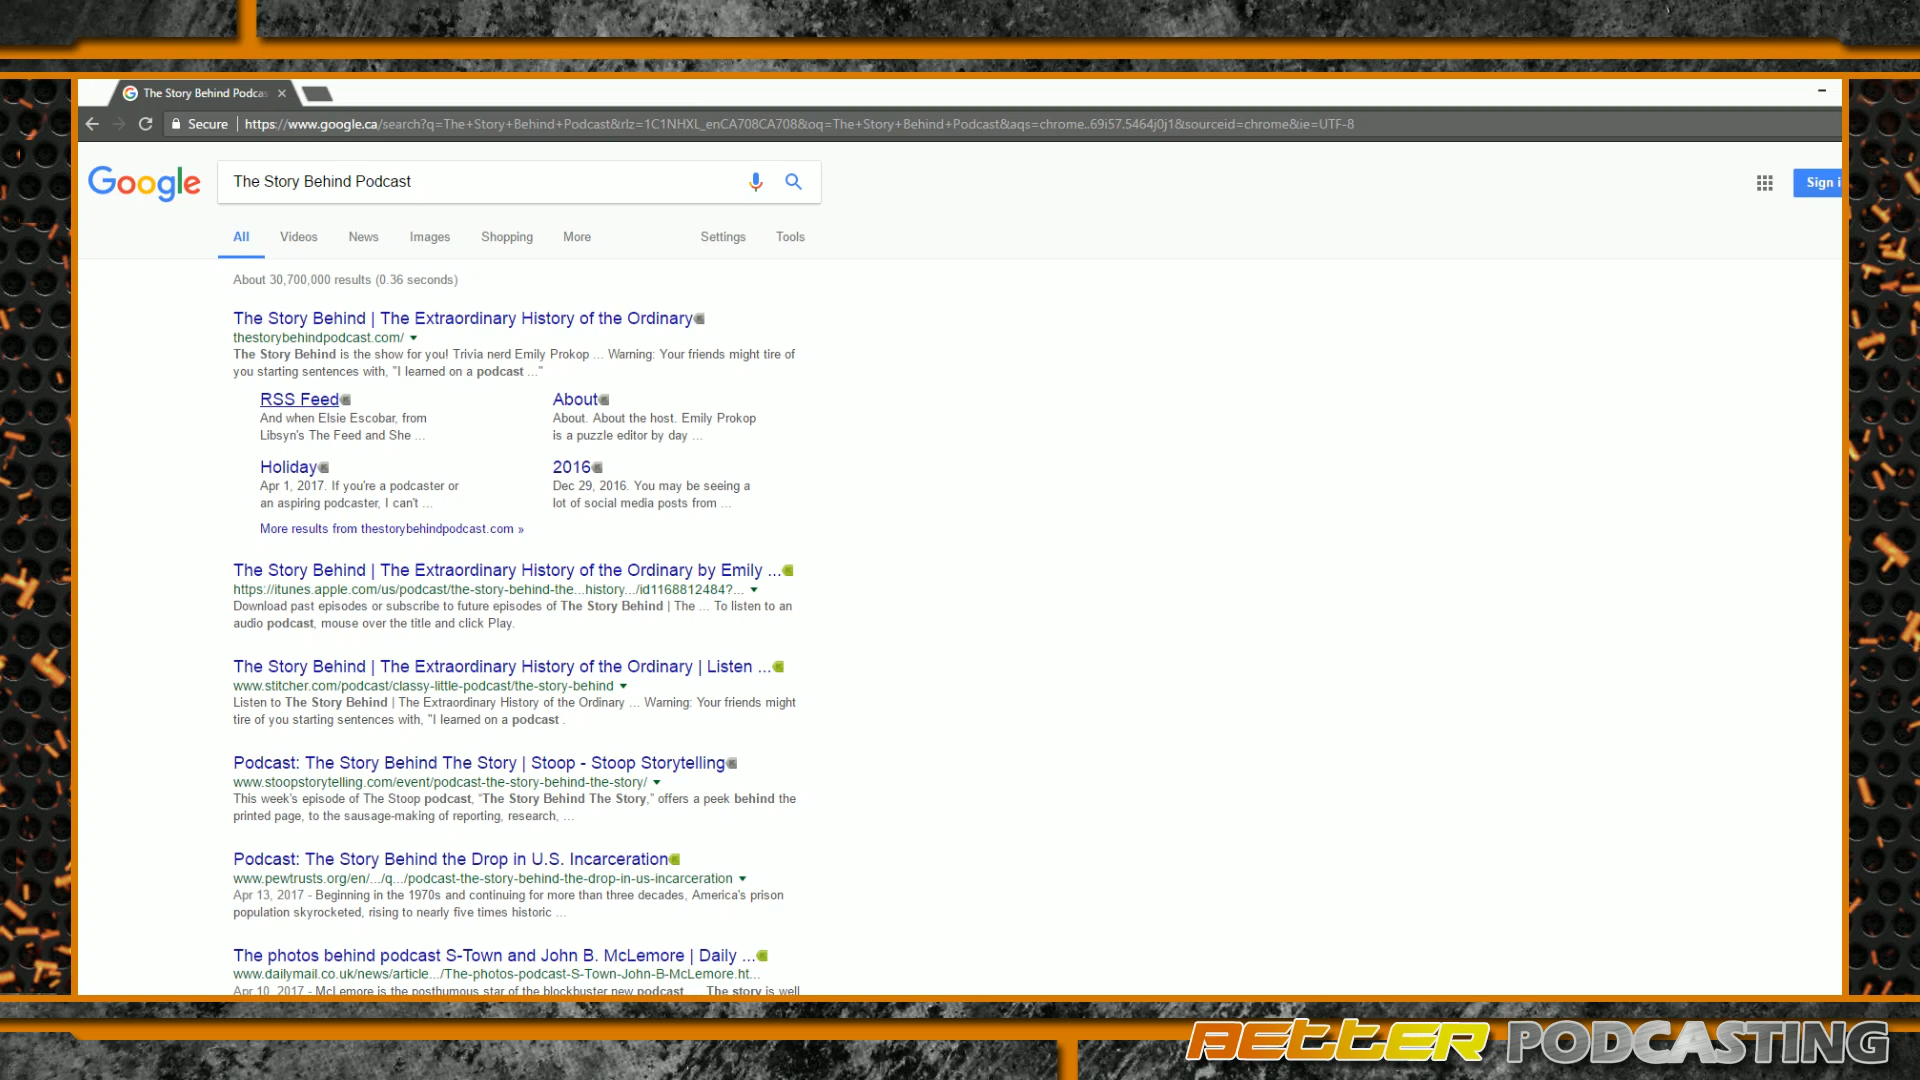 The Story Behind Podca
Secure | https://www.google.ca/search?q=The+Story+Behind+Podcast&rlz=1C1NHXL_enCA708CA708&oq=The+Story+Behind+Podcast&aqs=chrome..69i57.5464j0j1&sourceid=chrome&ie=UTF-8
Google The Story Behind Podcast Sign i
All Videos News Images Shopping More Settings Tools
About 30,700,000 results (0.36 seconds)
The Story Behind | The Extraordinary History of the Ordinary
thestorybehindpodcast.com/
The Story Behind is the show for you! Trivia nerd Emily Prokop ... Warning: Your friends might tire of
you starting sentences with, "I learned on a podcast ..."
RSS Feed
And when Elsie Escobar, from
Libsyn's The Feed and She ...
About
About. About the host. Emily Prokop
is a puzzle editor by day ...
Holiday
Apr 1, 2017. If you're a podcaster or
an aspiring podcaster, I can't ...
2016
Dec 29, 2016. You may be seeing a
lot of social media posts from ...
More results from thestorybehindpodcast.com »
The Story Behind | The Extraordinary History of the Ordinary by Emily ...
https://itunes.apple.com/us/podcast/the-story-behind-the...history.../id1168812484?...
Download past episodes or subscribe to future episodes of The Story Behind | The ... To listen to an
audio podcast, mouse over the title and click Play.
The Story Behind | The Extraordinary History of the Ordinary | Listen ...
www.stitcher.com/podcast/classy-little-podcast/the-story-behind
Listen to The Story Behind | The Extraordinary History of the Ordinary ... Warning: Your friends might
tire of you starting sentences with, "I learned on a podcast .
Podcast: The Story Behind The Story | Stoop - Stoop Storytelling
www.stoopstorytelling.com/event/podcast-the-story-behind-the-story/
This week's episode of The Stoop podcast, "The Story Behind The Story," offers a peek behind the
printed page, to the sausage-making of reporting, research, ...
Podcast: The Story Behind the Drop in U.S. Incarceration
www.pewtrusts.org/en/.../q.../podcast-the-story-behind-the-drop-in-us-incarceration
Apr 13, 2017 - Beginning in the 1970s and continuing for more than three decades, America's prison
population skyrocketed, rising to nearly five times historic ...
The photos behind podcast S-Town and John B. McLemore | Daily ...
www.dailymail.co.uk/news/article.../The-photos-podcast-S-Town-John-B-McLemore.ht...
Apr 10, 2017 - McLemore is the posthumous star of the blockbuster new podcast ... The story is well
BETTER PODCASTING